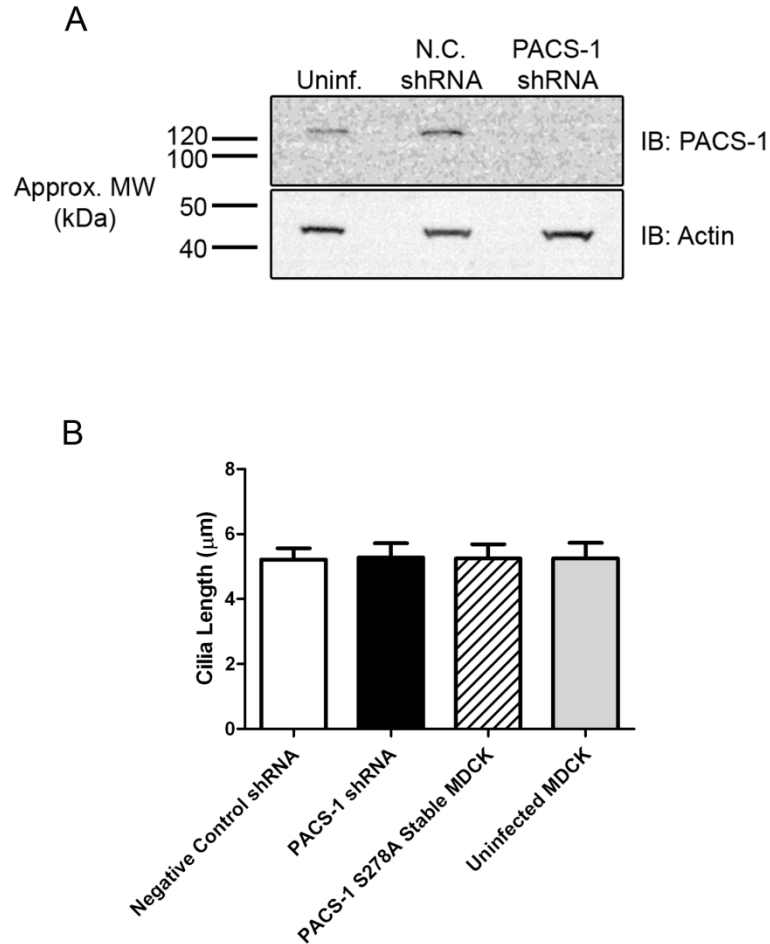 A
Uninf.
N.C.
shRNA
PACS-1
shRNA
120
100
IB: PACS-1
Approx. MW
(kDa)
50
40
IB: Actin
B
Cilia Length (μm)
8
6
4
2
0
Negative Control shRNA
PACS-1 shRNA
PACS-1 S278A Stable MDCK
Uninfected MDCK